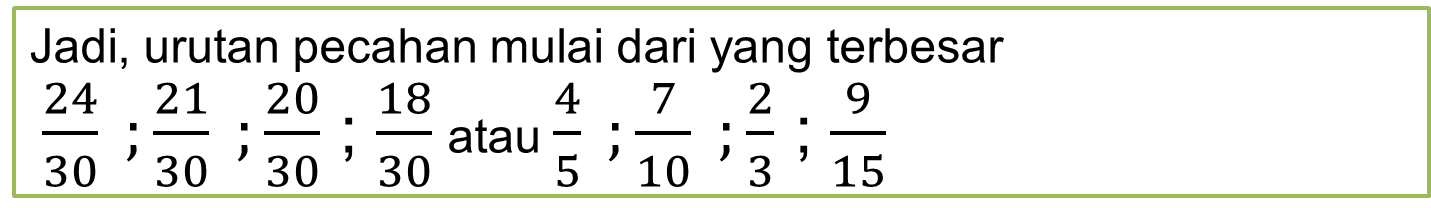 Jadi, urutan pecahan mulai dari yang terbesar
24/30 ; 21/30 ; 20/30 ; 18/30 atau 4/5 ; 7/10 ; 2/3 ; 9/15